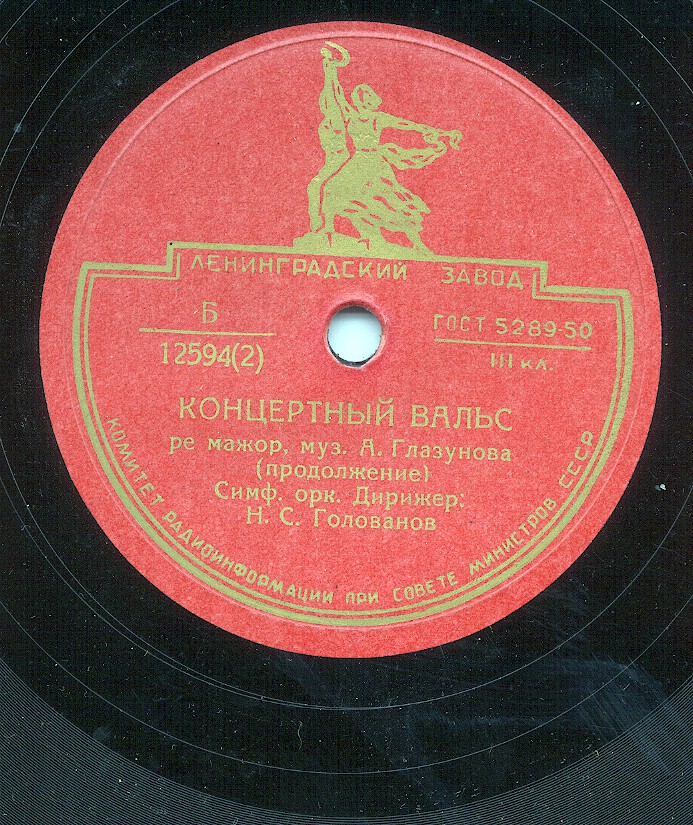 ЛЕНИНГРАДСКИЙ ЗАВОД
Б
12594(2)
ГОСТ 5289-50
III КЛ.
КОНЦЕРТНЫЙ ВАЛЬС
ре мажор, муз. А. Глазунова
(продолжение)
Симф. орк. Дирижер:
Н. С. Голованов
КОМИТЕТ РАДИОИНФОРМАЦИИ ПРИ СОВЕТЕ МИНИСТРОВ СССР